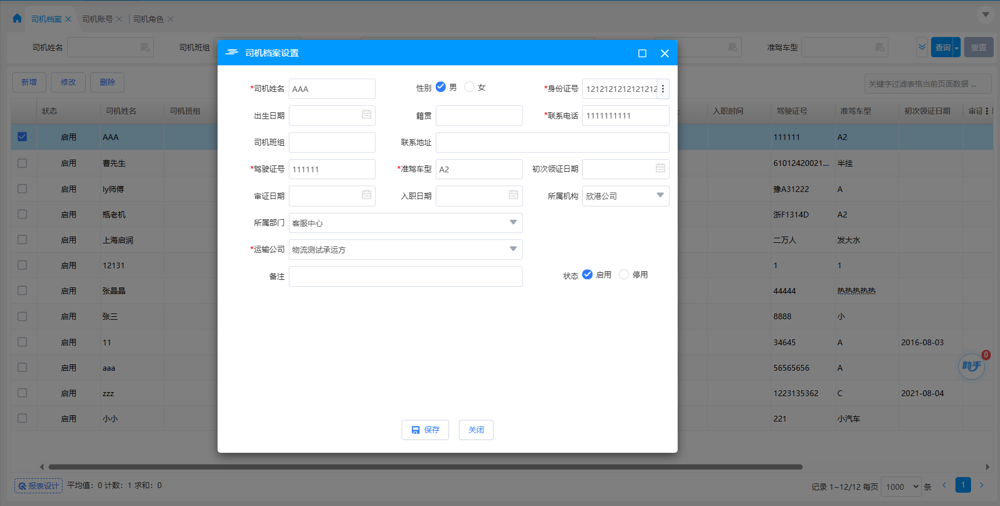 司机档案 司机账号 司机角色
司机姓名 司机班组 准驾车型 查询 重置
新增 修改 删除 关键字过滤表格当前页面数据 ...
状态 司机姓名 司机班组 入职时间 驾驶证号 准驾车型 初次领证日期 审证
启用 AAA 111111 A2
启用 曹先生 61012420021... 半挂
启用 ly师傅 豫A31222 A
启用 瓶老机 浙F1314D A2
启用 上海启润 二万人 发大水
启用 12131 1 1
启用 张晶晶 44444 热热热热热
启用 张三 8888 小
启用 11 34645 A 2016-08-03
启用 aaa 56565656 A
启用 zzz 1223135362 C 2021-08-04
启用 小小 221 小汽车
助手 0
报表设计 平均值：0 计数：1 求和：0
记录 1~12/12 每页 1000 条 1
司机档案设置
*司机姓名 AAA 性别 男 女 *身份证号 1212121212121212
出生日期 籍贯 *联系电话 1111111111
司机班组 联系地址
*驾驶证号 111111 *准驾车型 A2 初次领证日期
审证日期 入职日期 所属机构 欣港公司
所属部门 客服中心
*运输公司 物流测试承运方
备注 状态 启用 停用
保存 关闭